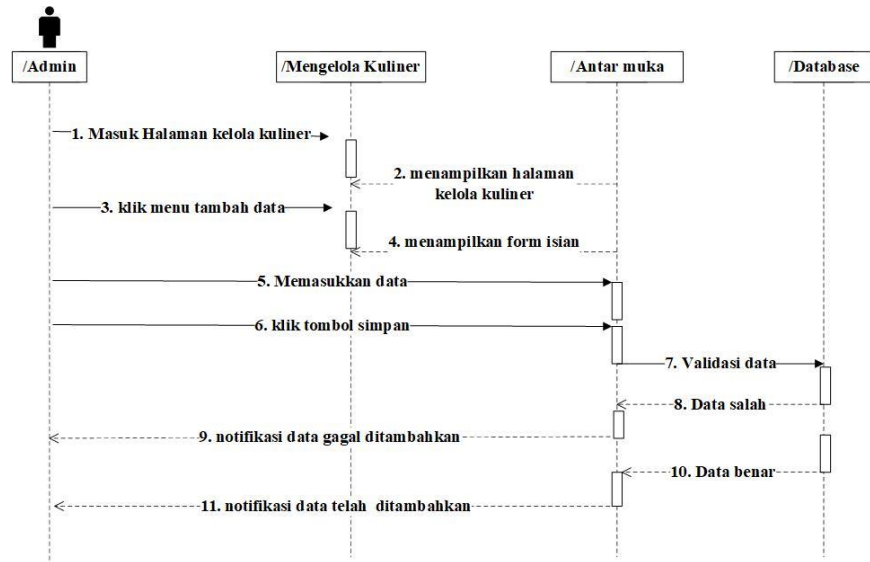 /Admin
/Mengelola Kuliner
/Antar muka
/Database
1. Masuk Halaman kelola kuliner
2. menampilkan halaman
kelola kuliner
3. klik menu tambah data
4. menampilkan form isian
5. Memasukkan data
6. klik tombol simpan
7. Validasi data
8. Data salah
9. notifikasi data gagal ditambahkan
10. Data benar
11. notifikasi data telah ditambahkan